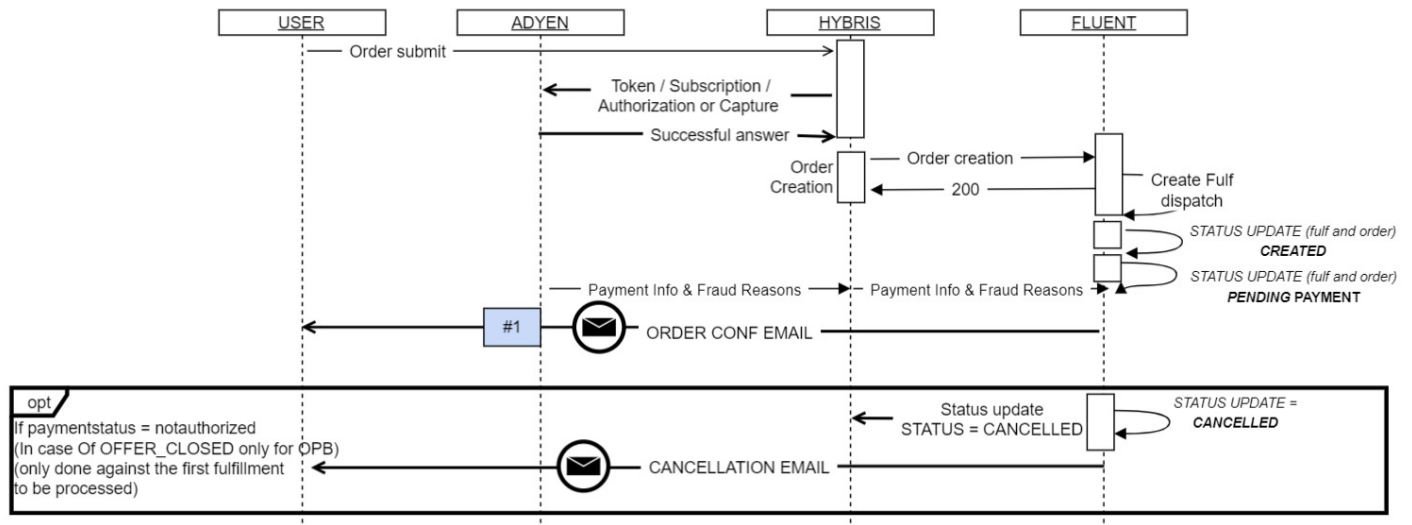 USER
ADYEN
HYBRIS
FLUENT
Order submit
Token / Subscription /
Authorization or Capture
Successful answer
Order
Creation
Order creation
200
Create Fulf
dispatch
STATUS UPDATE (fulf and order)
CREATED
STATUS UPDATE (fulf and order)
PENDING PAYMENT
Payment Info & Fraud Reasons
Payment Info & Fraud Reasons
#1
ORDER CONF EMAIL
opt
If paymentstatus = notauthorized
(In case Of OFFER_CLOSED only for OPB)
(only done against the first fulfillment
to be processed)
Status update
STATUS = CANCELLED
STATUS UPDATE =
CANCELLED
CANCELLATION EMAIL